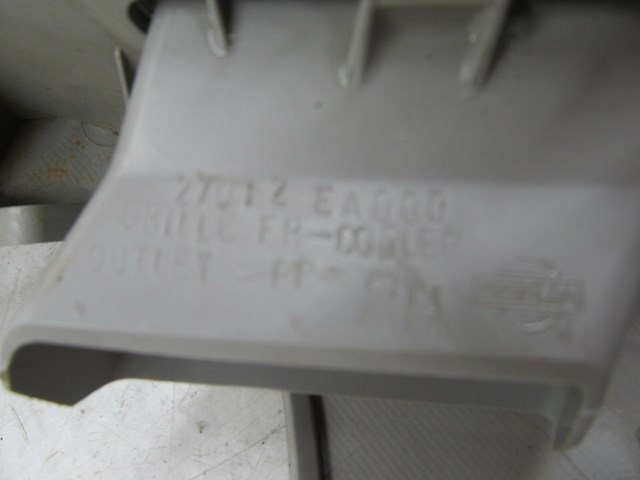 27012 EA000
GRILLE FR-COOLER
OUTLET >PP-